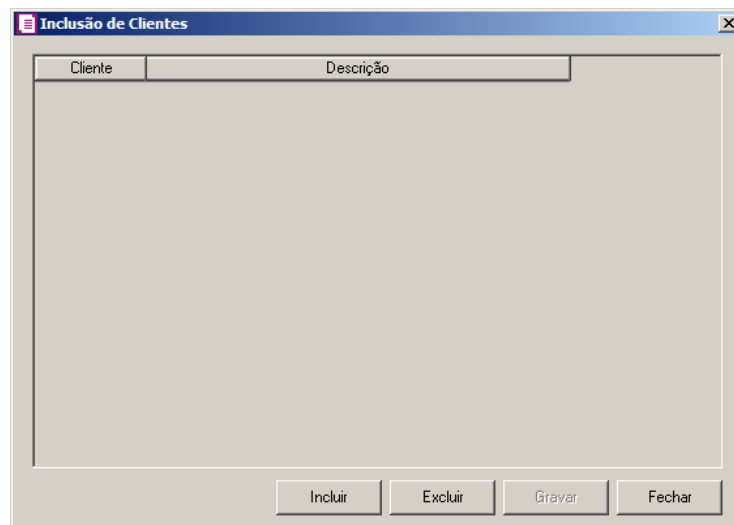 Inclusão de Clientes
Cliente Descrição
Incluir Excluir Gravar Fechar